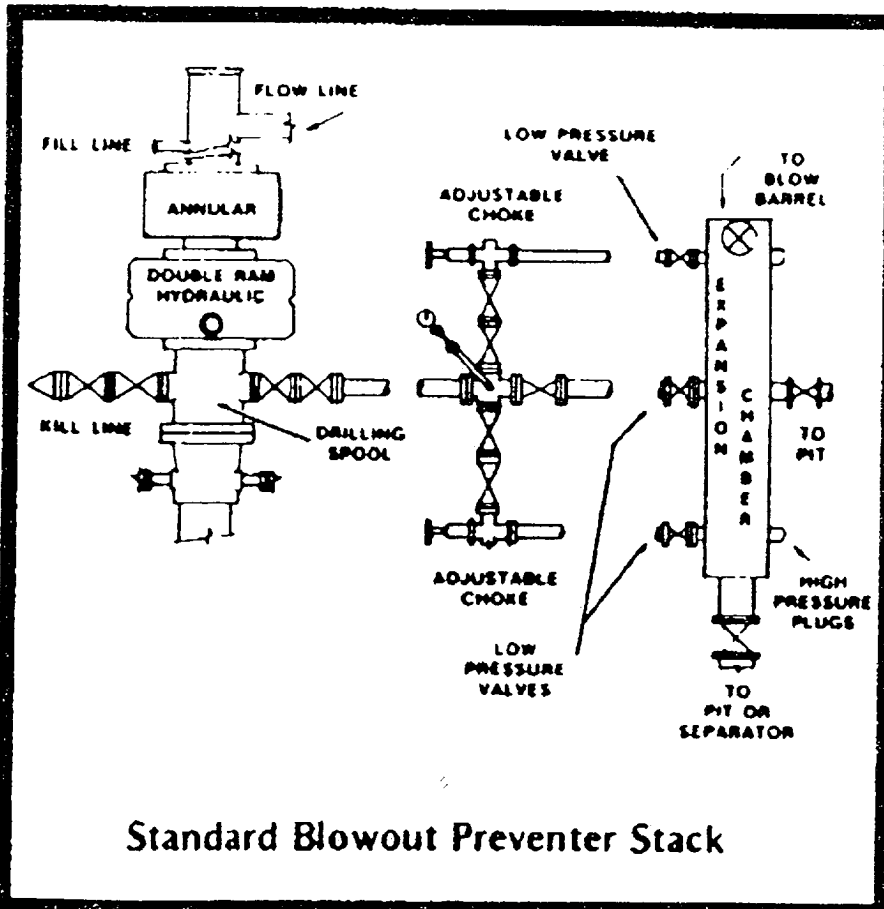 FLOW LINE
FILL LINE
ANNULAR
DOUBLE RAM
HYDRAULIC
KILL LINE
DRILLING
SPOOL
ADJUSTABLE
CHOKE
ADJUSTABLE
CHOKE
LOW PRESSURE
VALVE
TO
BLOW
BARREL
EXPANSION
CHAMBER
TO
PIT
HIGH
PRESSURE
PLUGS
LOW
PRESSURE
VALVES
TO
PIT OR
SEPARATOR
Standard Blowout Preventer Stack